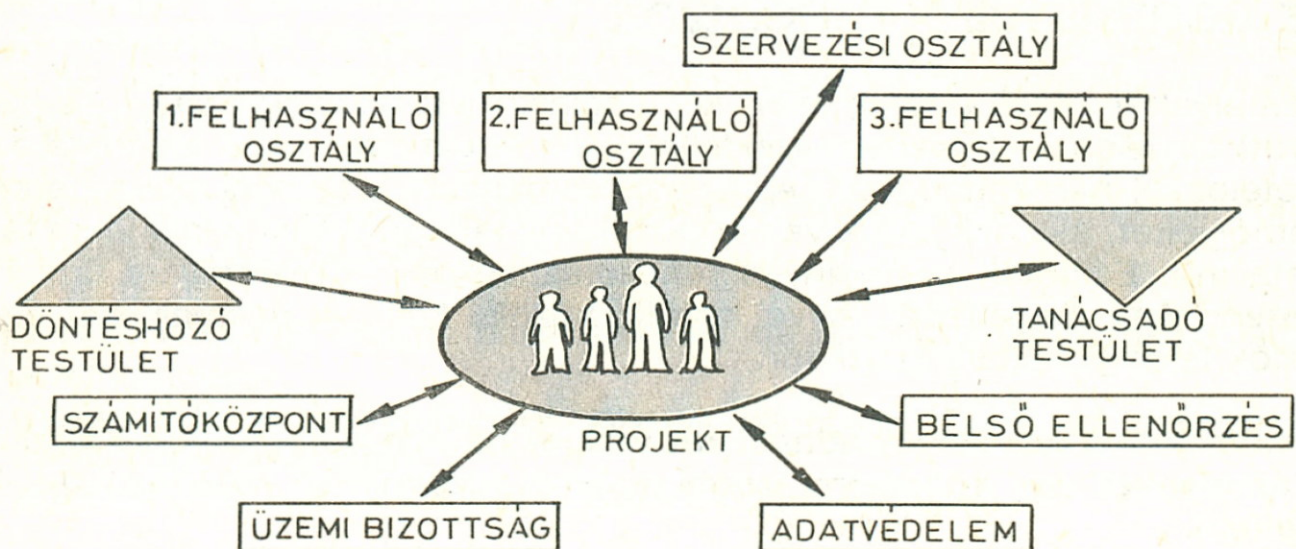 SZERVEZÉSI OSZTÁLY
1.FELHASZNÁLÓ
OSZTÁLY
2.FELHASZNÁLÓ
OSZTÁLY
3.FELHASZNÁLÓ
OSZTÁLY
DÖNTÉSHOZÓ
TESTÜLET
TANÁCSADÓ
TESTÜLET
SZÁMÍTÓKÖZPONT
PROJEKT
BELSŐ ELLENŐRZÉS
ÜZEMI BIZOTTSÁG
ADATVÉDELEM